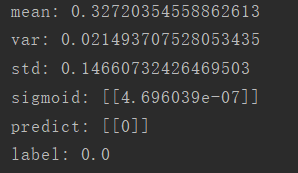 mean: 0.32720354558862613
var: 0.021493707528053435
std: 0.14660732426469503
sigmoid: [[4.696039e-07]]
predict: [[0]]
label: 0.0